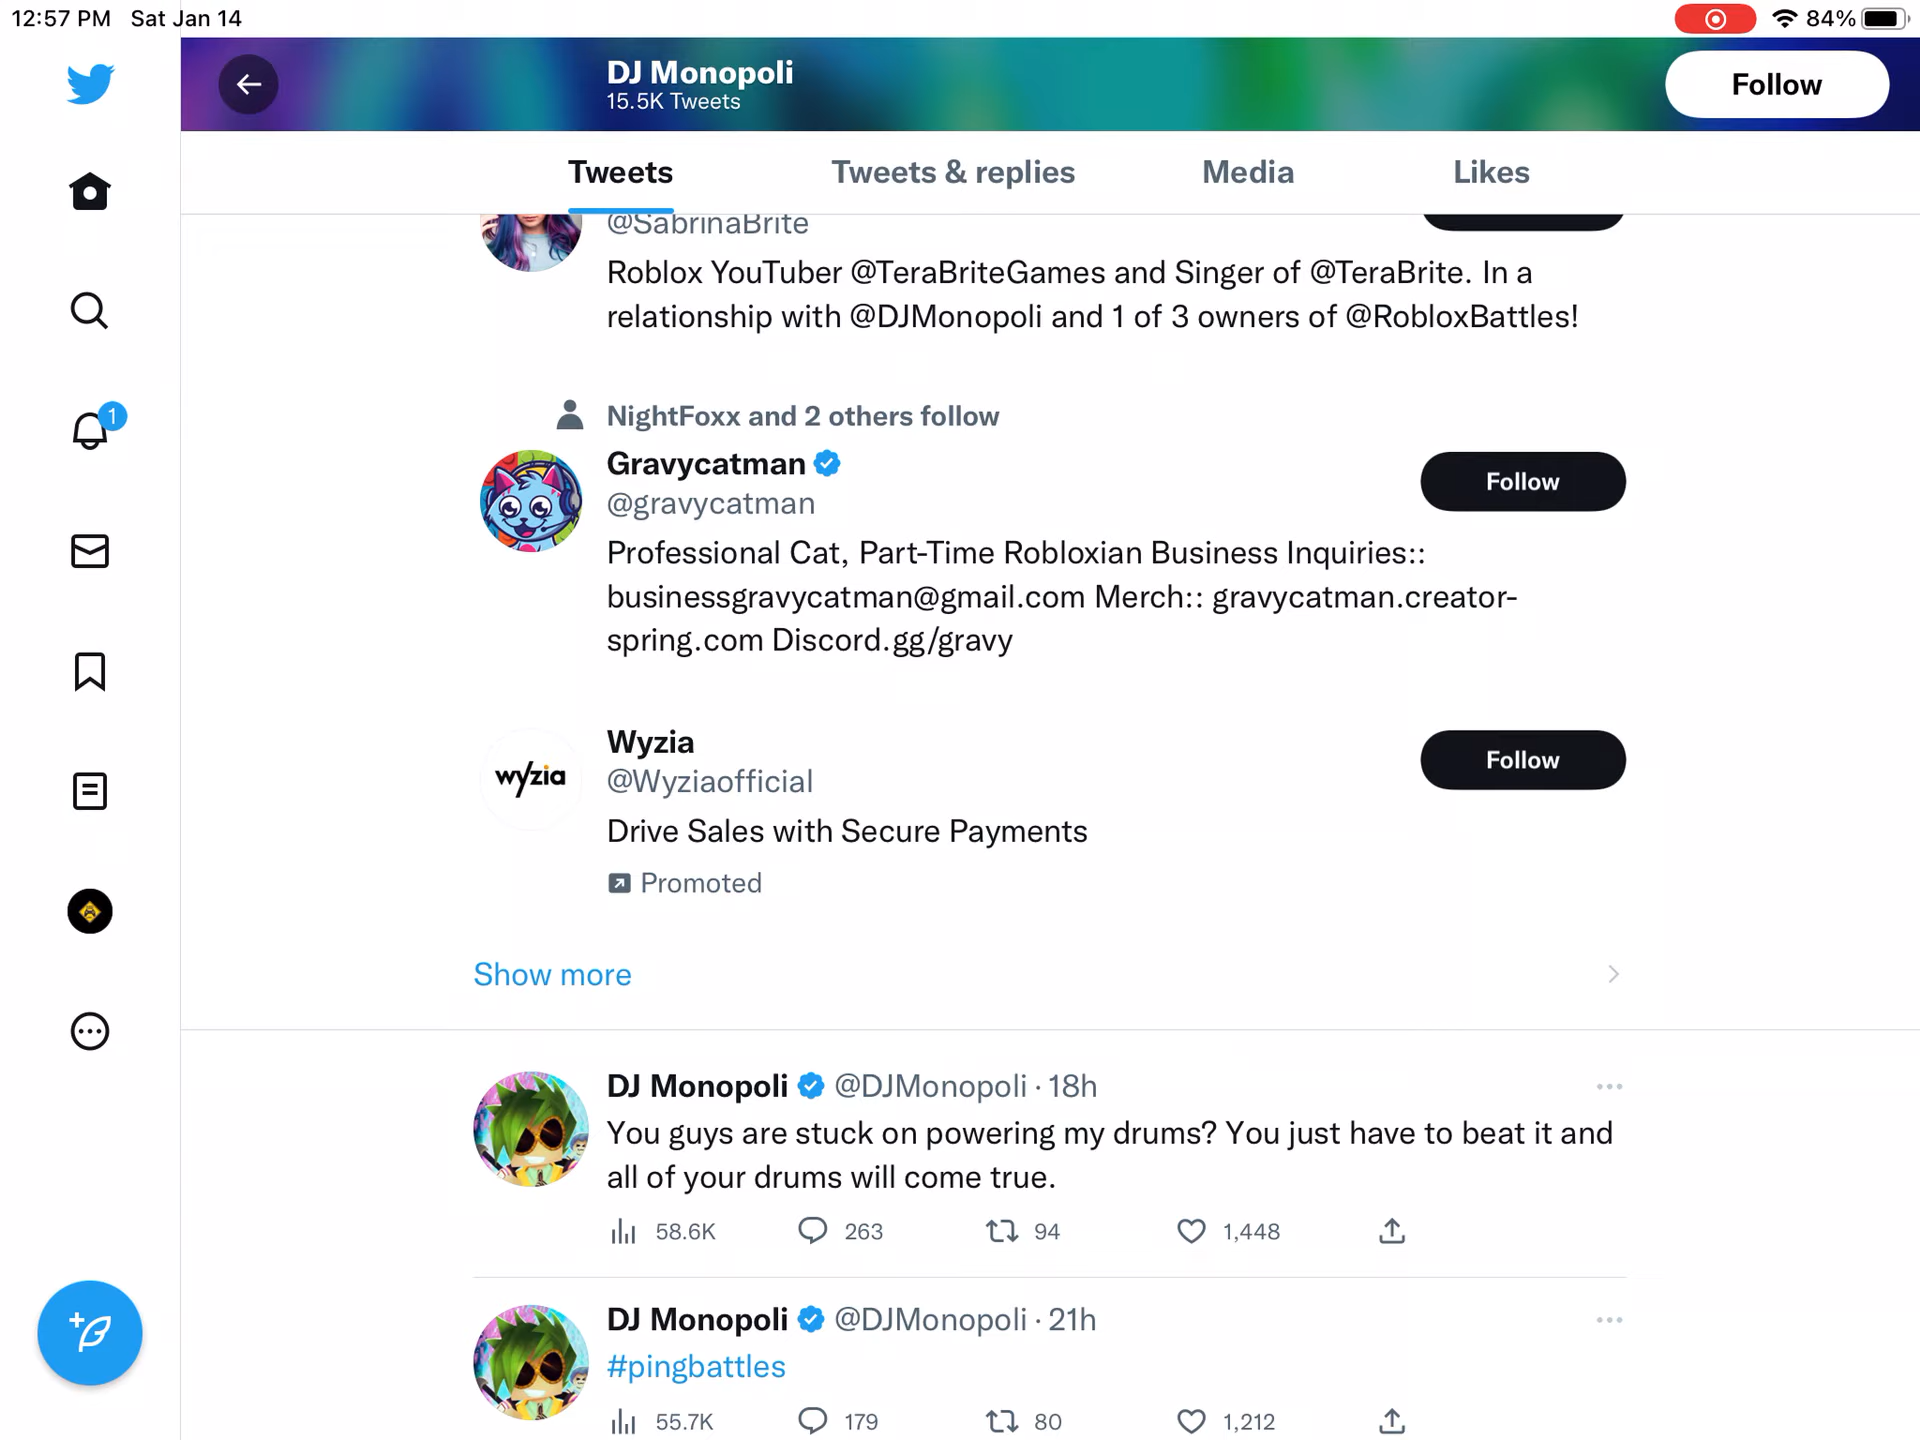 12:57 PM Sat Jan 14
84%
DJ Monopoli
15.5K Tweets
Follow
Tweets
Tweets & replies
Media
Likes
@SabrinaBrite
Roblox YouTuber @TeraBriteGames and Singer of @TeraBrite. In a
relationship with @DJMonopoli and 1 of 3 owners of @RobloxBattles!
1
NightFoxx and 2 others follow
Gravycatman
Follow
@gravycatman
Professional Cat, Part-Time Robloxian Business Inquiries::
businessgravycatman@gmail.com Merch:: gravycatman.creator-
spring.com Discord.gg/gravy
wyzia
Wyzia
Follow
@Wyziaofficial
Drive Sales with Secure Payments
Promoted
Show more
DJ Monopoli @DJMonopoli · 18h
You guys are stuck on powering my drums? You just have to beat it and
all of your drums will come true.
58.6K 263 94 1,448
DJ Monopoli @DJMonopoli · 21h
#pingbattles
55.7K 179 80 1,212